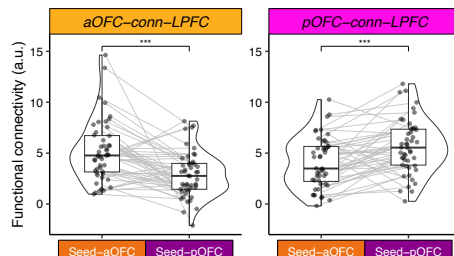 aOFC-conn-LPFC
pOFC-conn-LPFC
Functional connectivity (a.u.)
15
10
5
0
***
15
10
5
0
***
Seed-aOFC
Seed-pOFC
Seed-aOFC
Seed-pOFC